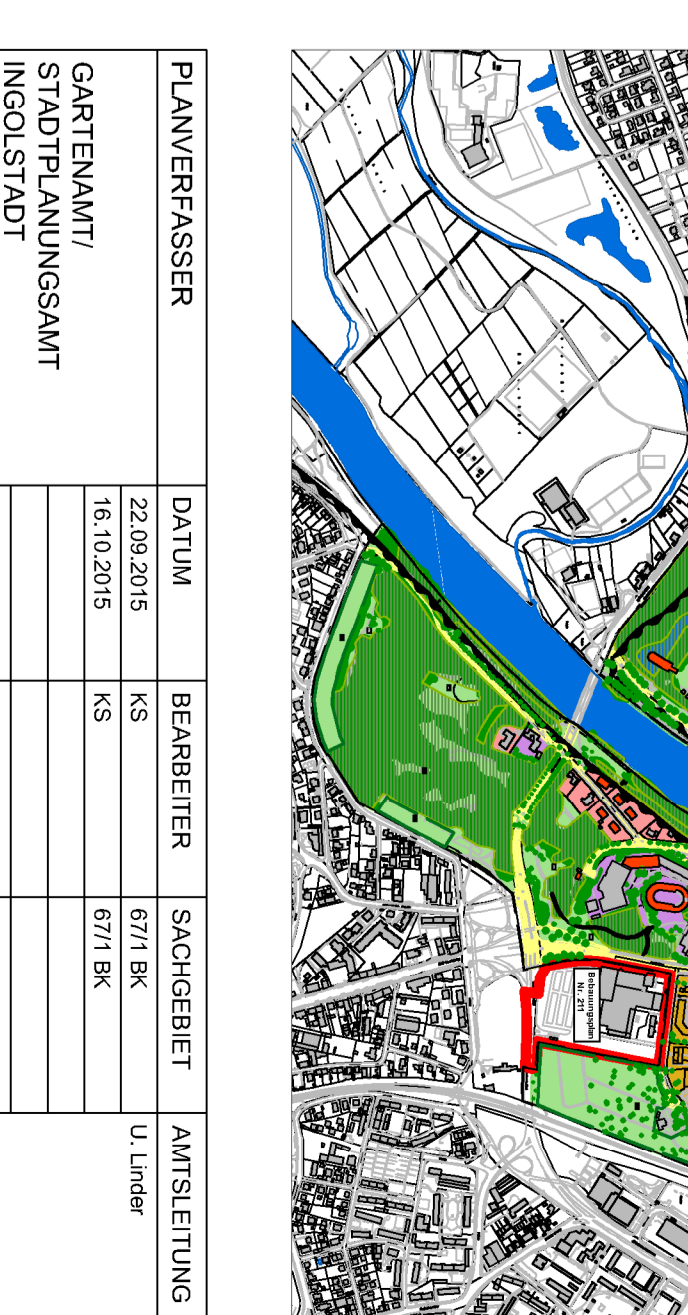 PLANVERFASSER
DATUM
BEARBEITER
SACHGEBIET
AMTSLEITUNG
GARTENAMT/
STADTPLANUNGSAMT
INGOLSTADT
22.09.2015
KS
67/1 BK
U. Linder
16.10.2015
KS
67/1 BK
Bebauungsplan
Nr. 211